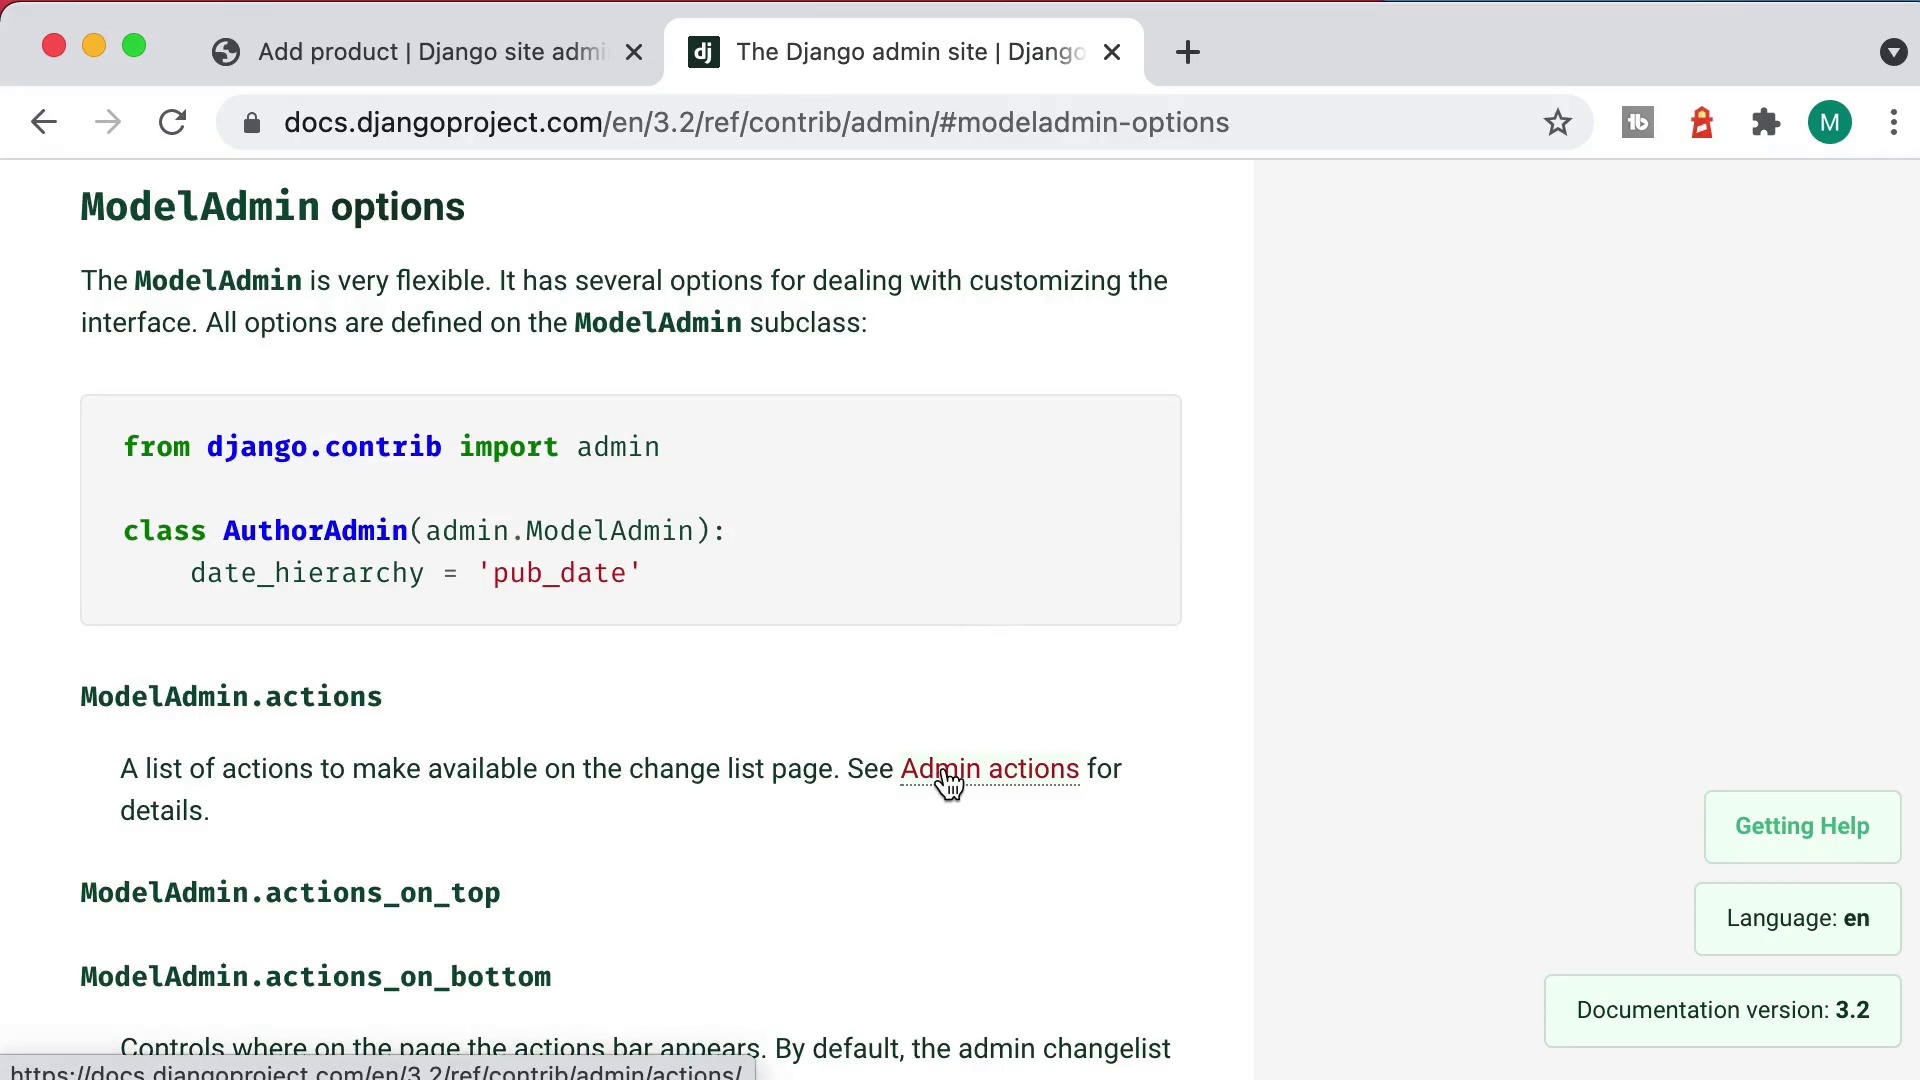 Add product | Django site admi
dj The Django admin site | Django
docs.djangoproject.com/en/3.2/ref/contrib/admin/#modeladmin-options
tb
M
ModelAdmin options
The ModelAdmin is very flexible. It has several options for dealing with customizing the
interface. All options are defined on the ModelAdmin subclass:
from django.contrib import admin
class AuthorAdmin(admin.ModelAdmin):
date_hierarchy = 'pub_date'
ModelAdmin.actions
A list of actions to make available on the change list page. See Admin actions for
details.
ModelAdmin.actions_on_top
ModelAdmin.actions_on_bottom
Controls where on the page the actions bar appears. By default, the admin changelist
https://docs.djangoproject.com/en/3.2/ref/contrib/admin/actions/
Getting Help
Language: en
Documentation version: 3.2